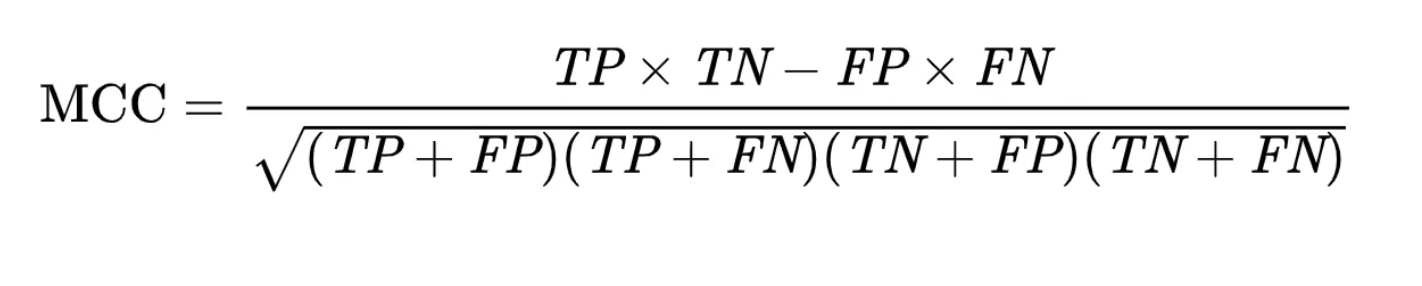 MCC = TP × TN − FP × FN / √(TP + FP)(TP + FN)(TN + FP)(TN + FN)